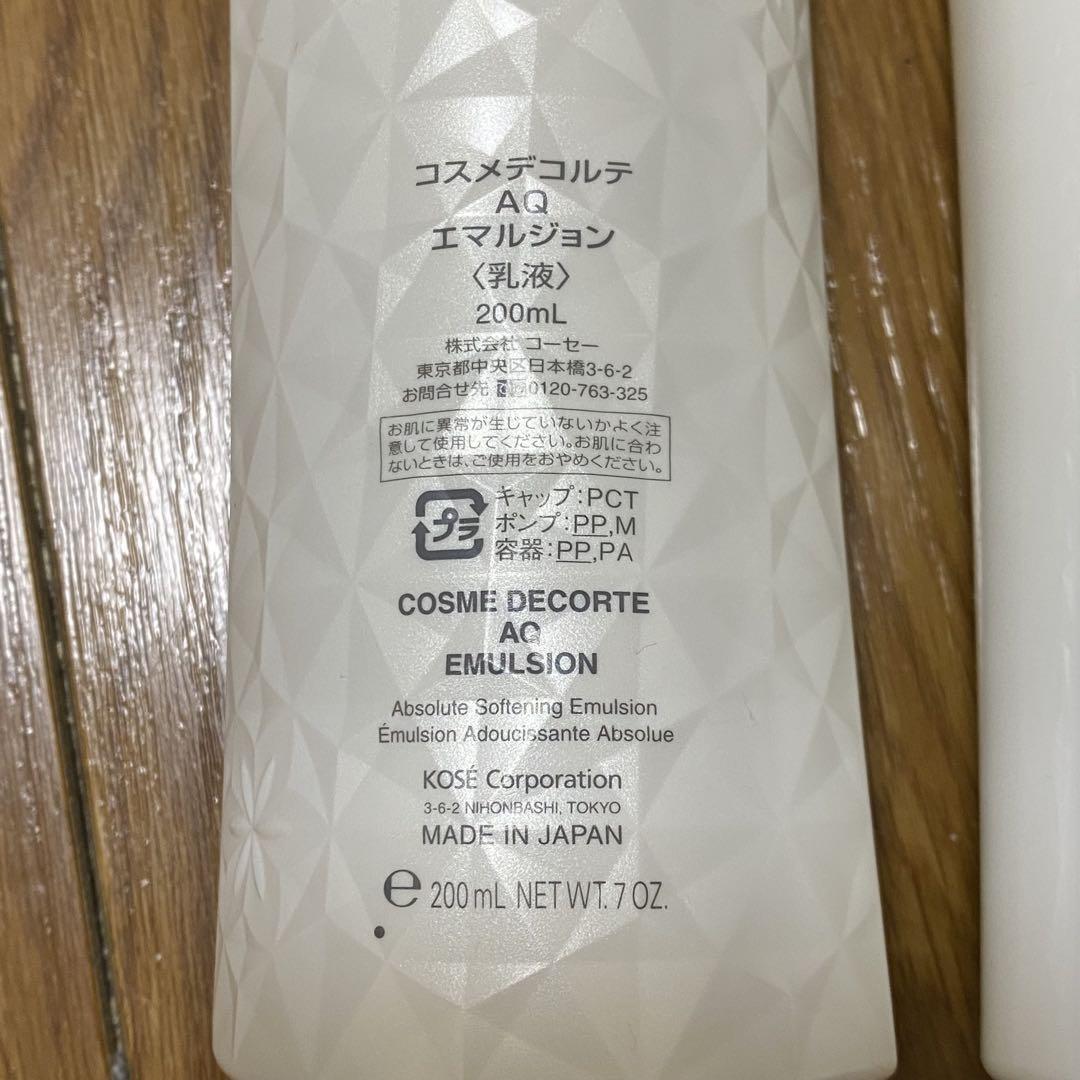 コスメデコルテ
AQ
エマルジョン
〈乳液〉
200mL
株式会社 コーセー
東京都中央区日本橋3-6-2
お問合せ先 0120-763-325
お肌に異常が生じていないかよく注
意して使用してください。お肌に合わ
ないときは、ご使用をおやめください。
プラ
キャップ:PCT
ポンプ:PP,M
容器:PP,PA
COSME DECORTE
AQ
EMULSION
Absolute Softening Emulsion
Émulsion Adoucissante Absolue
KOSÉ Corporation
3-6-2 NIHONBASHI, TOKYO
MADE IN JAPAN
℮ 200 mL NET WT. 7 OZ.